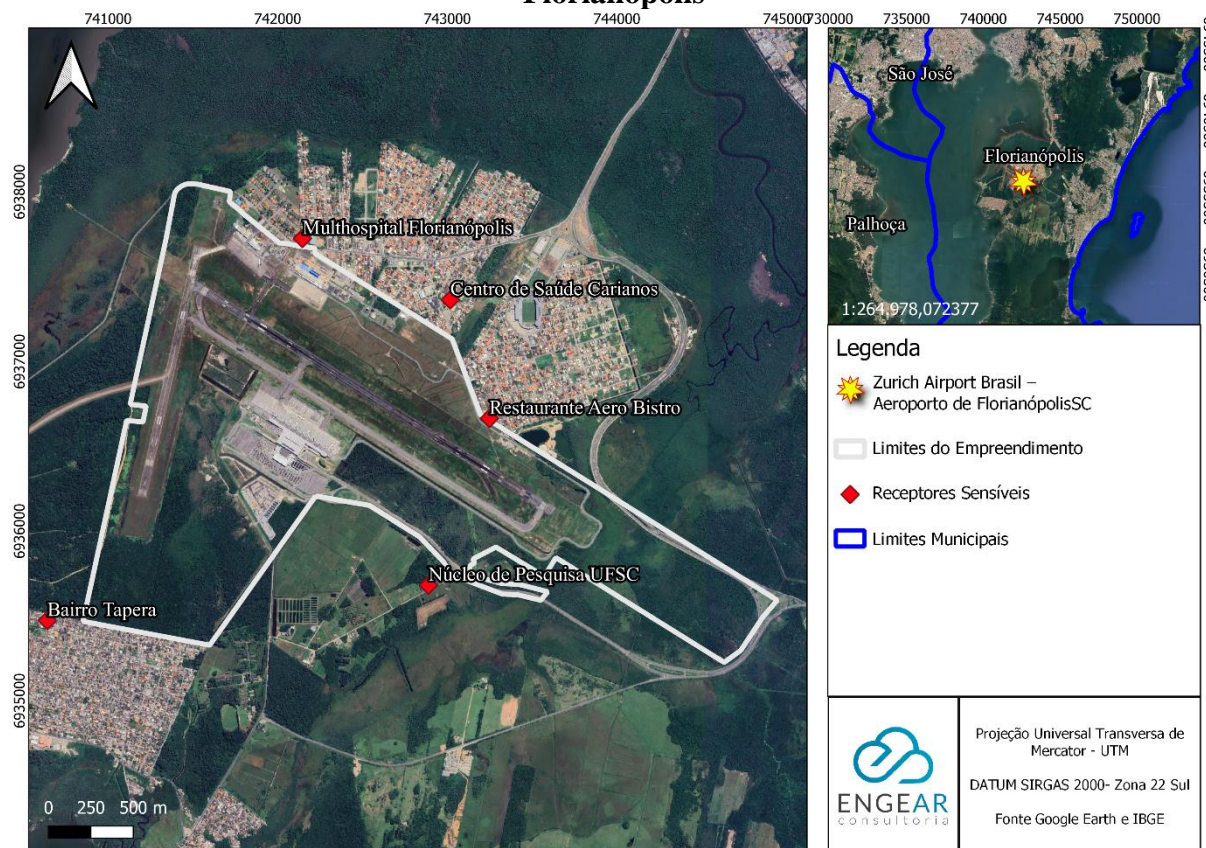 Florianópolis
741000 742000 743000 744000 745000
730000 735000 740000 745000 750000
6938000
6937000
6936000
6935000
Multhospital Florianópolis
Centro de Saúde Carianos
Restaurante Aero Bistro
Núcleo de Pesquisa UFSC
Bairro Tapera
0 250 500 m
São José
Florianópolis
Palhoça
1:264.978,072377
Legenda
Zurich Airport Brasil –
Aeroporto de FlorianópolisSC
Limites do Empreendimento
Receptores Sensíveis
Limites Municipais
ENGEAR
consultoria
Projeção Universal Transversa de
Mercator - UTM
DATUM SIRGAS 2000- Zona 22 Sul
Fonte Google Earth e IBGE